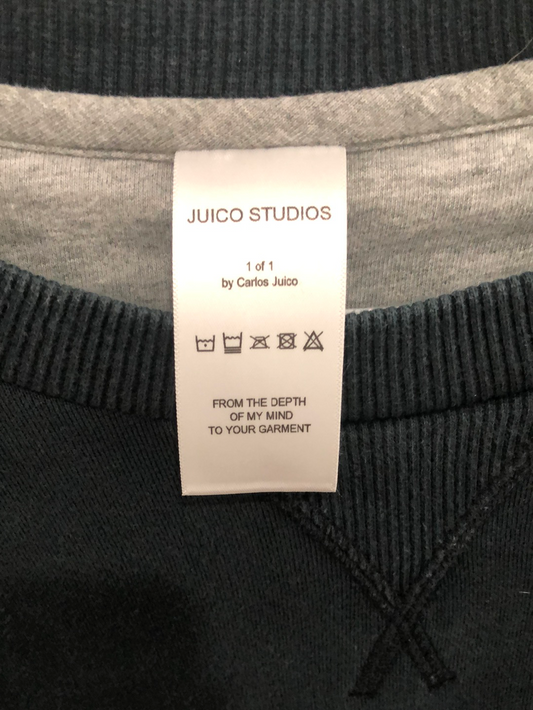 JUICO STUDIOS
1 of 1
by Carlos Juico
FROM THE DEPTH
OF MY MIND
TO YOUR GARMENT